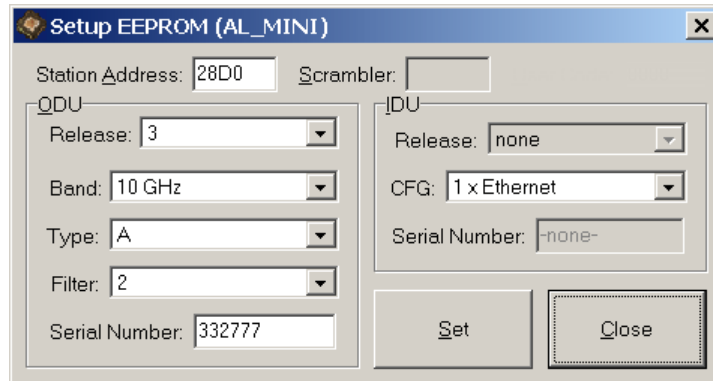 Setup EEPROM (AL_MINI)
Station Address: 28D0 Scrambler:
ODU
Release: 3
Band: 10 GHz
Type: A
Filter: 2
Serial Number: 332777
IDU
Release: none
CFG: 1 x Ethernet
Serial Number: -none-
Set
Close